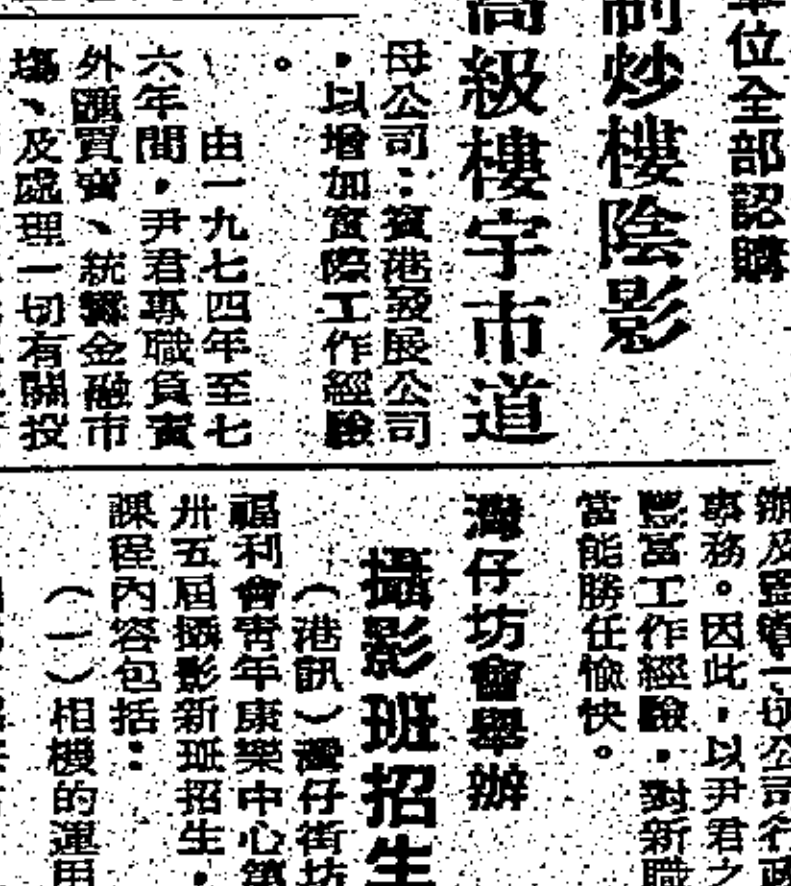 單位全部認購
制炒樓陰影
高級樓宇市道
母公司：寶港發展公司
，以增加實際工作經驗
。
由一九七四年至七
六年間，尹君專職負責
外匯買賣、統籌金融市
場、及處理一切有關投
辦及監督一切公司行政
事務。因此，以尹君之
豐富工作經驗，對新職
當能勝任愉快。
灣仔坊會舉辦
攝影班招生
（港訊）灣仔街坊
福利會青年康樂中心第
卅五屆攝影新班招生，
課程內容包括：
（一）相機的運用